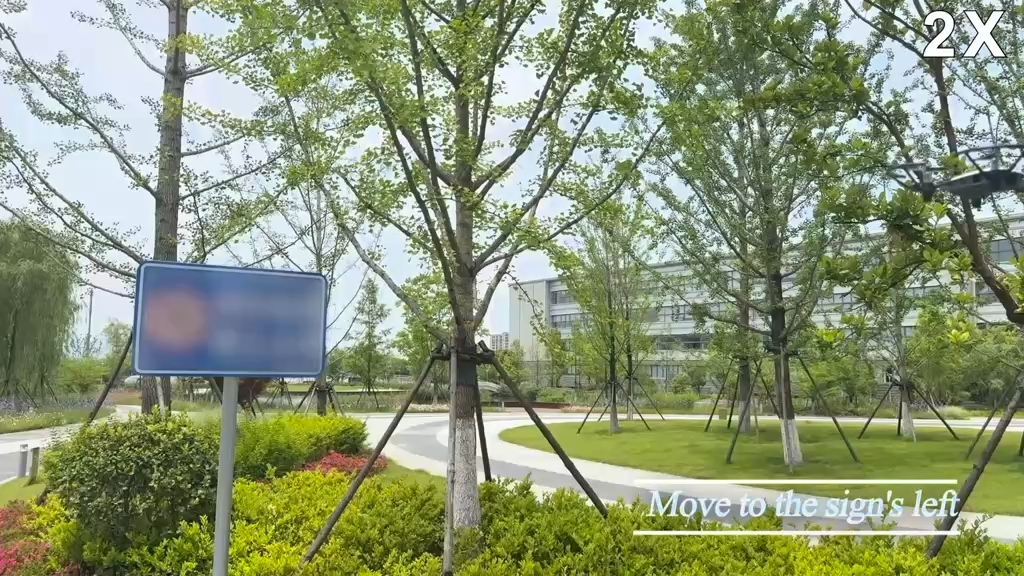 2X
Move to the sign's left